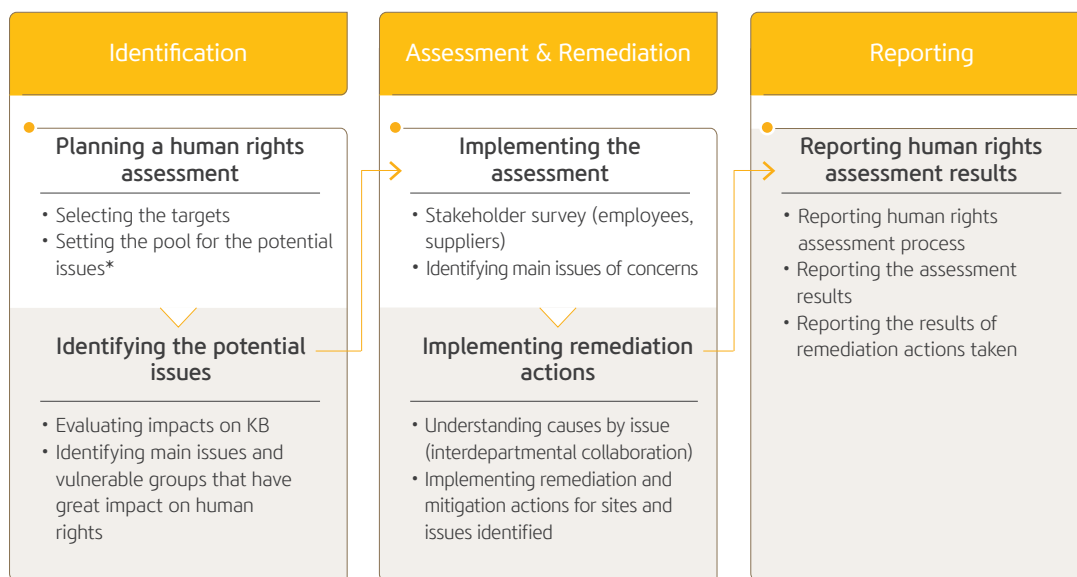 Identification
Planning a human rights
assessment
• Selecting the targets
• Setting the pool for the potential
issues*
Identifying the potential
issues
• Evaluating impacts on KB
• Identifying main issues and
vulnerable groups that have
great impact on human
rights
Assessment & Remediation
Implementing the
assessment
• Stakeholder survey (employees,
suppliers)
• Identifying main issues of concerns
Implementing remediation
actions
• Understanding causes by issue
(interdepartmental collaboration)
• Implementing remediation and
mitigation actions for sites and
issues identified
Reporting
Reporting human rights
assessment results
• Reporting human rights
assessment process
• Reporting the assessment
results
• Reporting the results of
remediation actions taken